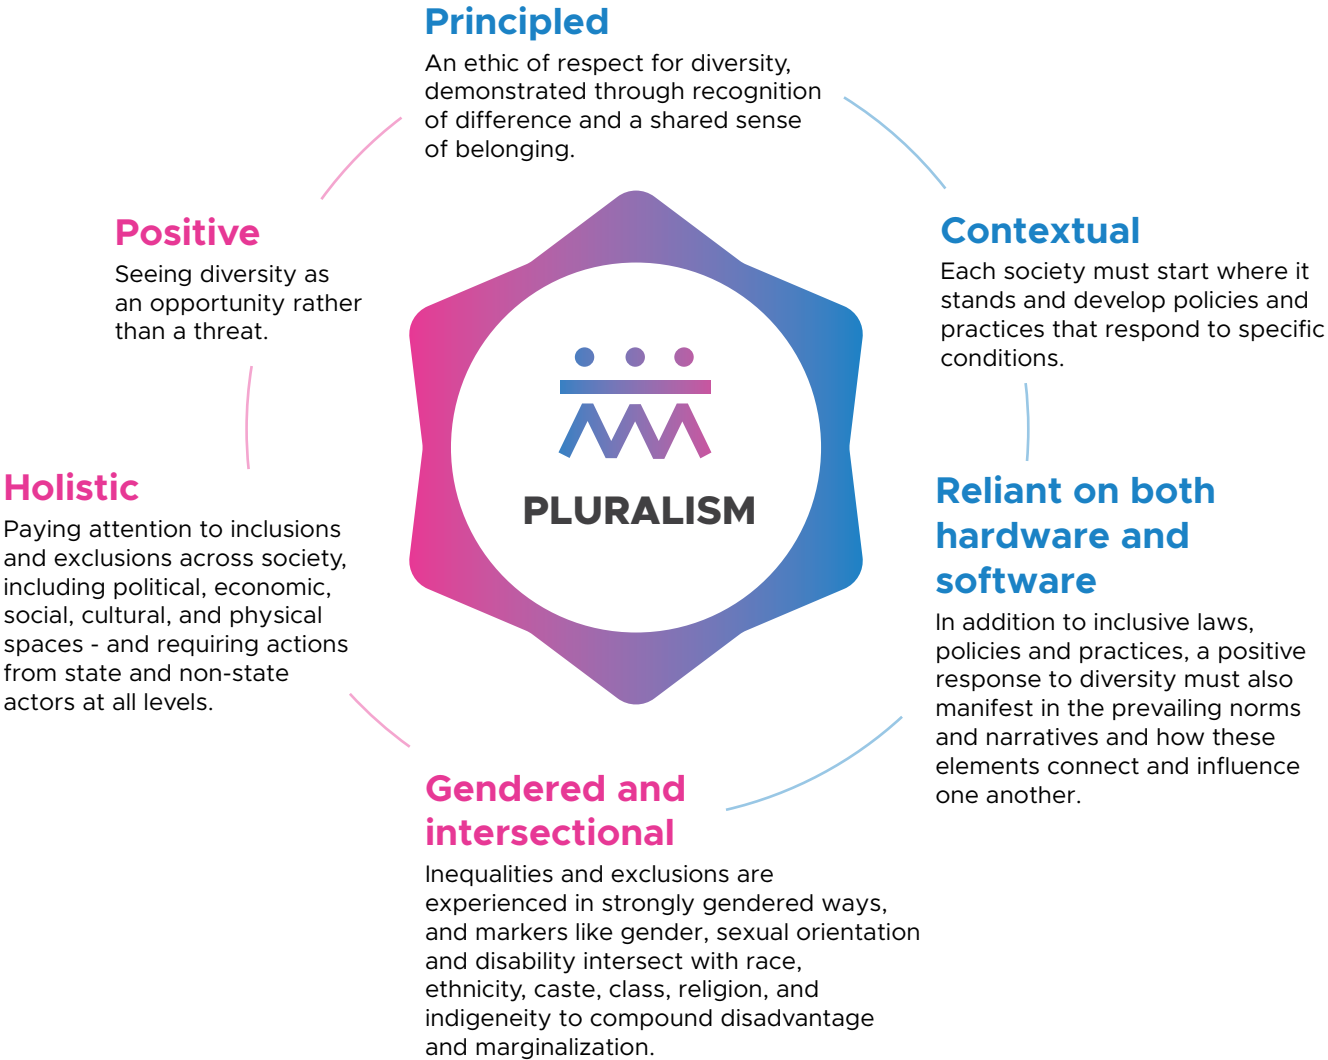 Principled
An ethic of respect for diversity,
demonstrated through recognition
of difference and a shared sense
of belonging.
Contextual
Each society must start where it
stands and develop policies and
practices that respond to specific
conditions.
Reliant on both
hardware and
software
In addition to inclusive laws,
policies and practices, a positive
response to diversity must also
manifest in the prevailing norms
and narratives and how these
elements connect and influence
one another.
Gendered and
intersectional
Inequalities and exclusions are
experienced in strongly gendered ways,
and markers like gender, sexual orientation
and disability intersect with race,
ethnicity, caste, class, religion, and
indigeneity to compound disadvantage
and marginalization.
Holistic
Paying attention to inclusions
and exclusions across society,
including political, economic,
social, cultural, and physical
spaces - and requiring actions
from state and non-state
actors at all levels.
Positive
Seeing diversity as
an opportunity rather
than a threat.
PLURALISM